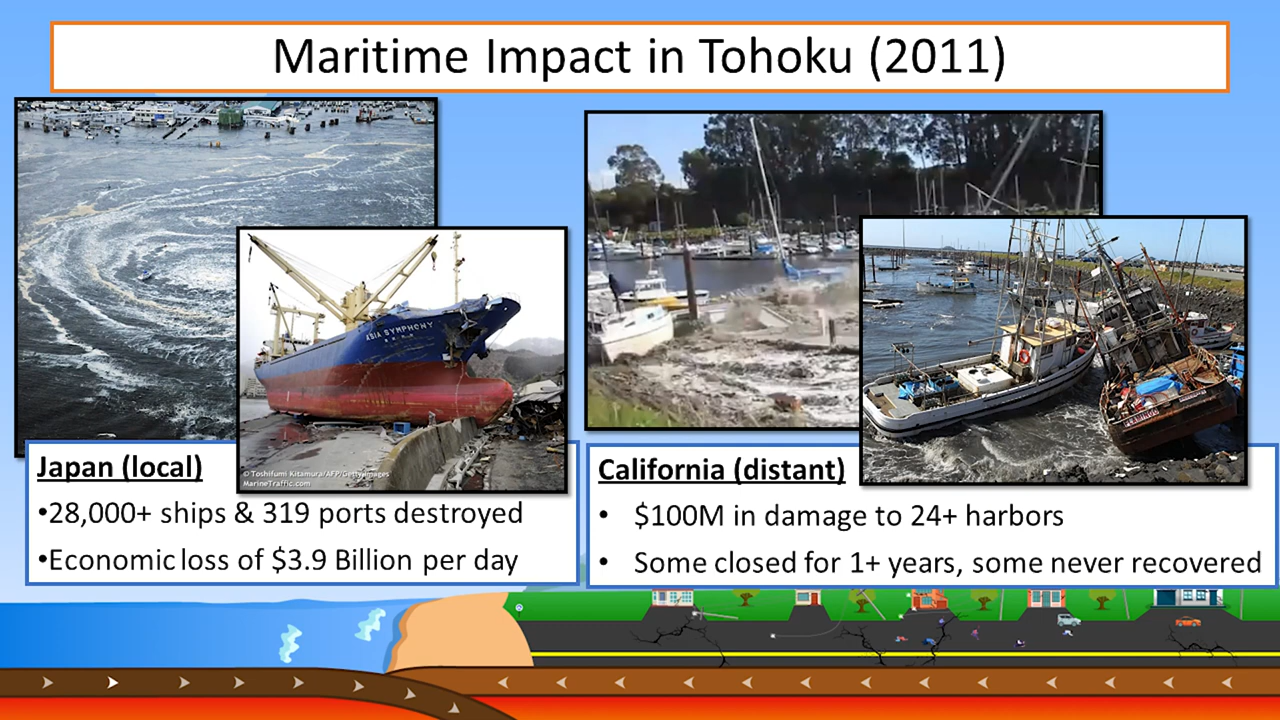 Maritime Impact in Tohoku (2011)
ASIA SYMPHONY
© Toshifumi Kitamura/AFP/Getty Images
MarineTraffic.com
Japan (local)
•28,000+ ships & 319 ports destroyed
•Economic loss of $3.9 Billion per day
California (distant)
• $100M in damage to 24+ harbors
• Some closed for 1+ years, some never recovered